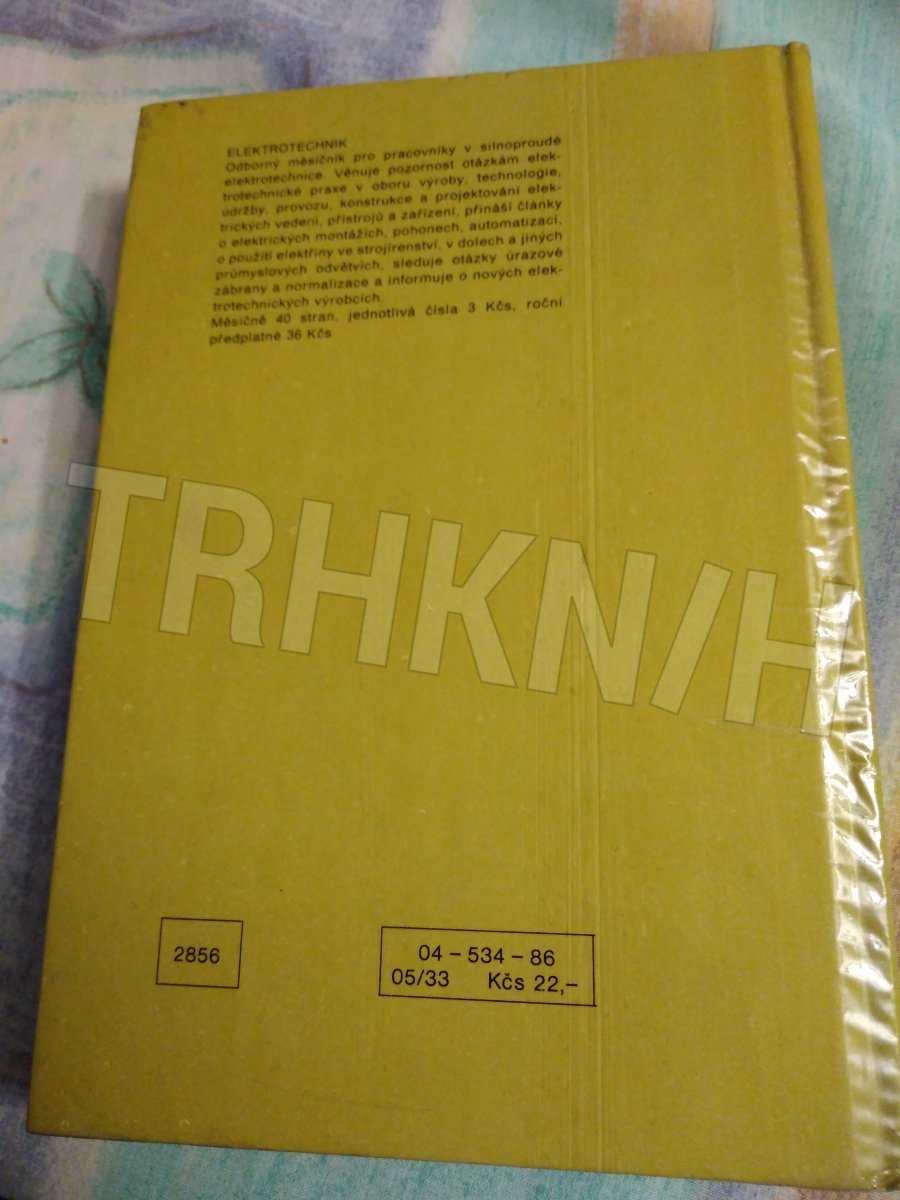 ELEKTROTECHNIK
Odborný měsíčník pro pracovníky v silnoproudé
elektrotechnice. Věnuje pozornost otázkám elek-
trotechnické praxe v oboru výroby, technologie,
údržby, provozu, konstrukce a projektování elek-
trických vedení, přístrojů a zařízení, přináší články
o elektrických montážích, pohonech, automatizaci,
o použití elektřiny ve strojírenství, v dolech a jiných
průmyslových odvětvích, sleduje otázky úrazové
zábrany a normalizace a informuje o nových elek-
trotechnických výrobcích.
Měsíčně 40 stran, jednotlivá čísla 3 Kčs, roční
předplatné 36 Kčs
TRHKN/H
2856
04 – 534 – 86
05/33 Kčs 22,–